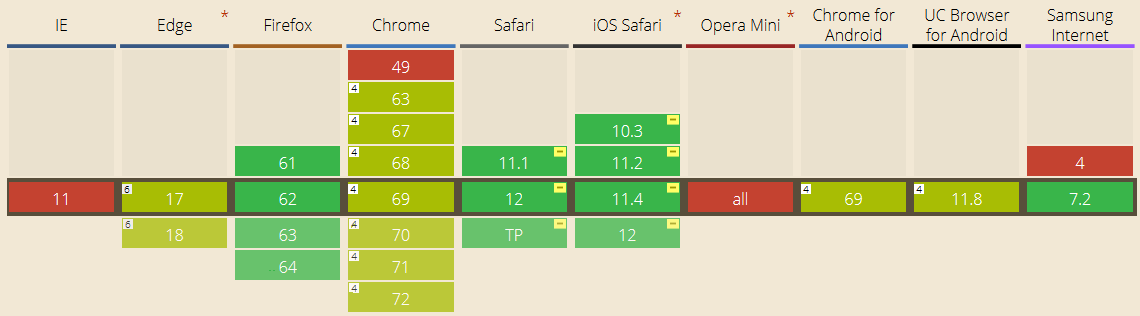 IE Edge * Firefox Chrome Safari iOS Safari * Opera Mini * Chrome for Android UC Browser for Android Samsung Internet
49
4 63
4 67 10.3 -
61 4 68 11.1 - 11.2 - 4
11 6 17 62 4 69 12 - 11.4 - all 4 69 4 11.8 7.2
6 18 63 4 70 TP - 12 -
64 4 71
4 72